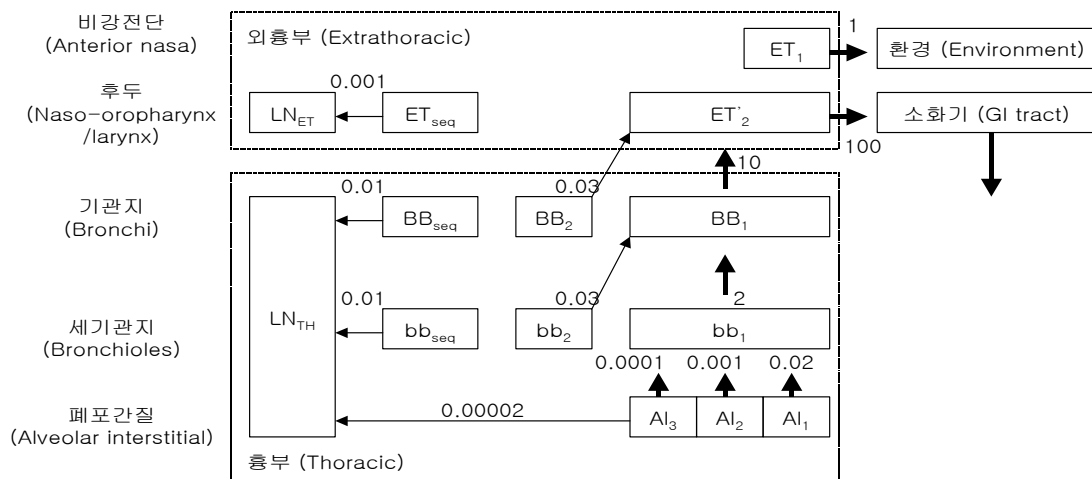 비강전단
(Anterior nasa)
외흉부 (Extrathoracic)
ET1
1
환경 (Environment)
후두
(Naso-oropharynx
/larynx)
LNET
0.001
ETseq
ET'2
100
소화기 (GI tract)
10
기관지
(Bronchi)
0.01
BBseq
0.03
BB2
BB1
LNTH
세기관지
(Bronchioles)
0.01
bbseq
0.03
bb2
2
bb1
0.0001
0.001
0.02
폐포간질
(Alveolar interstitial)
0.00002
AI3
AI2
AI1
흉부 (Thoracic)